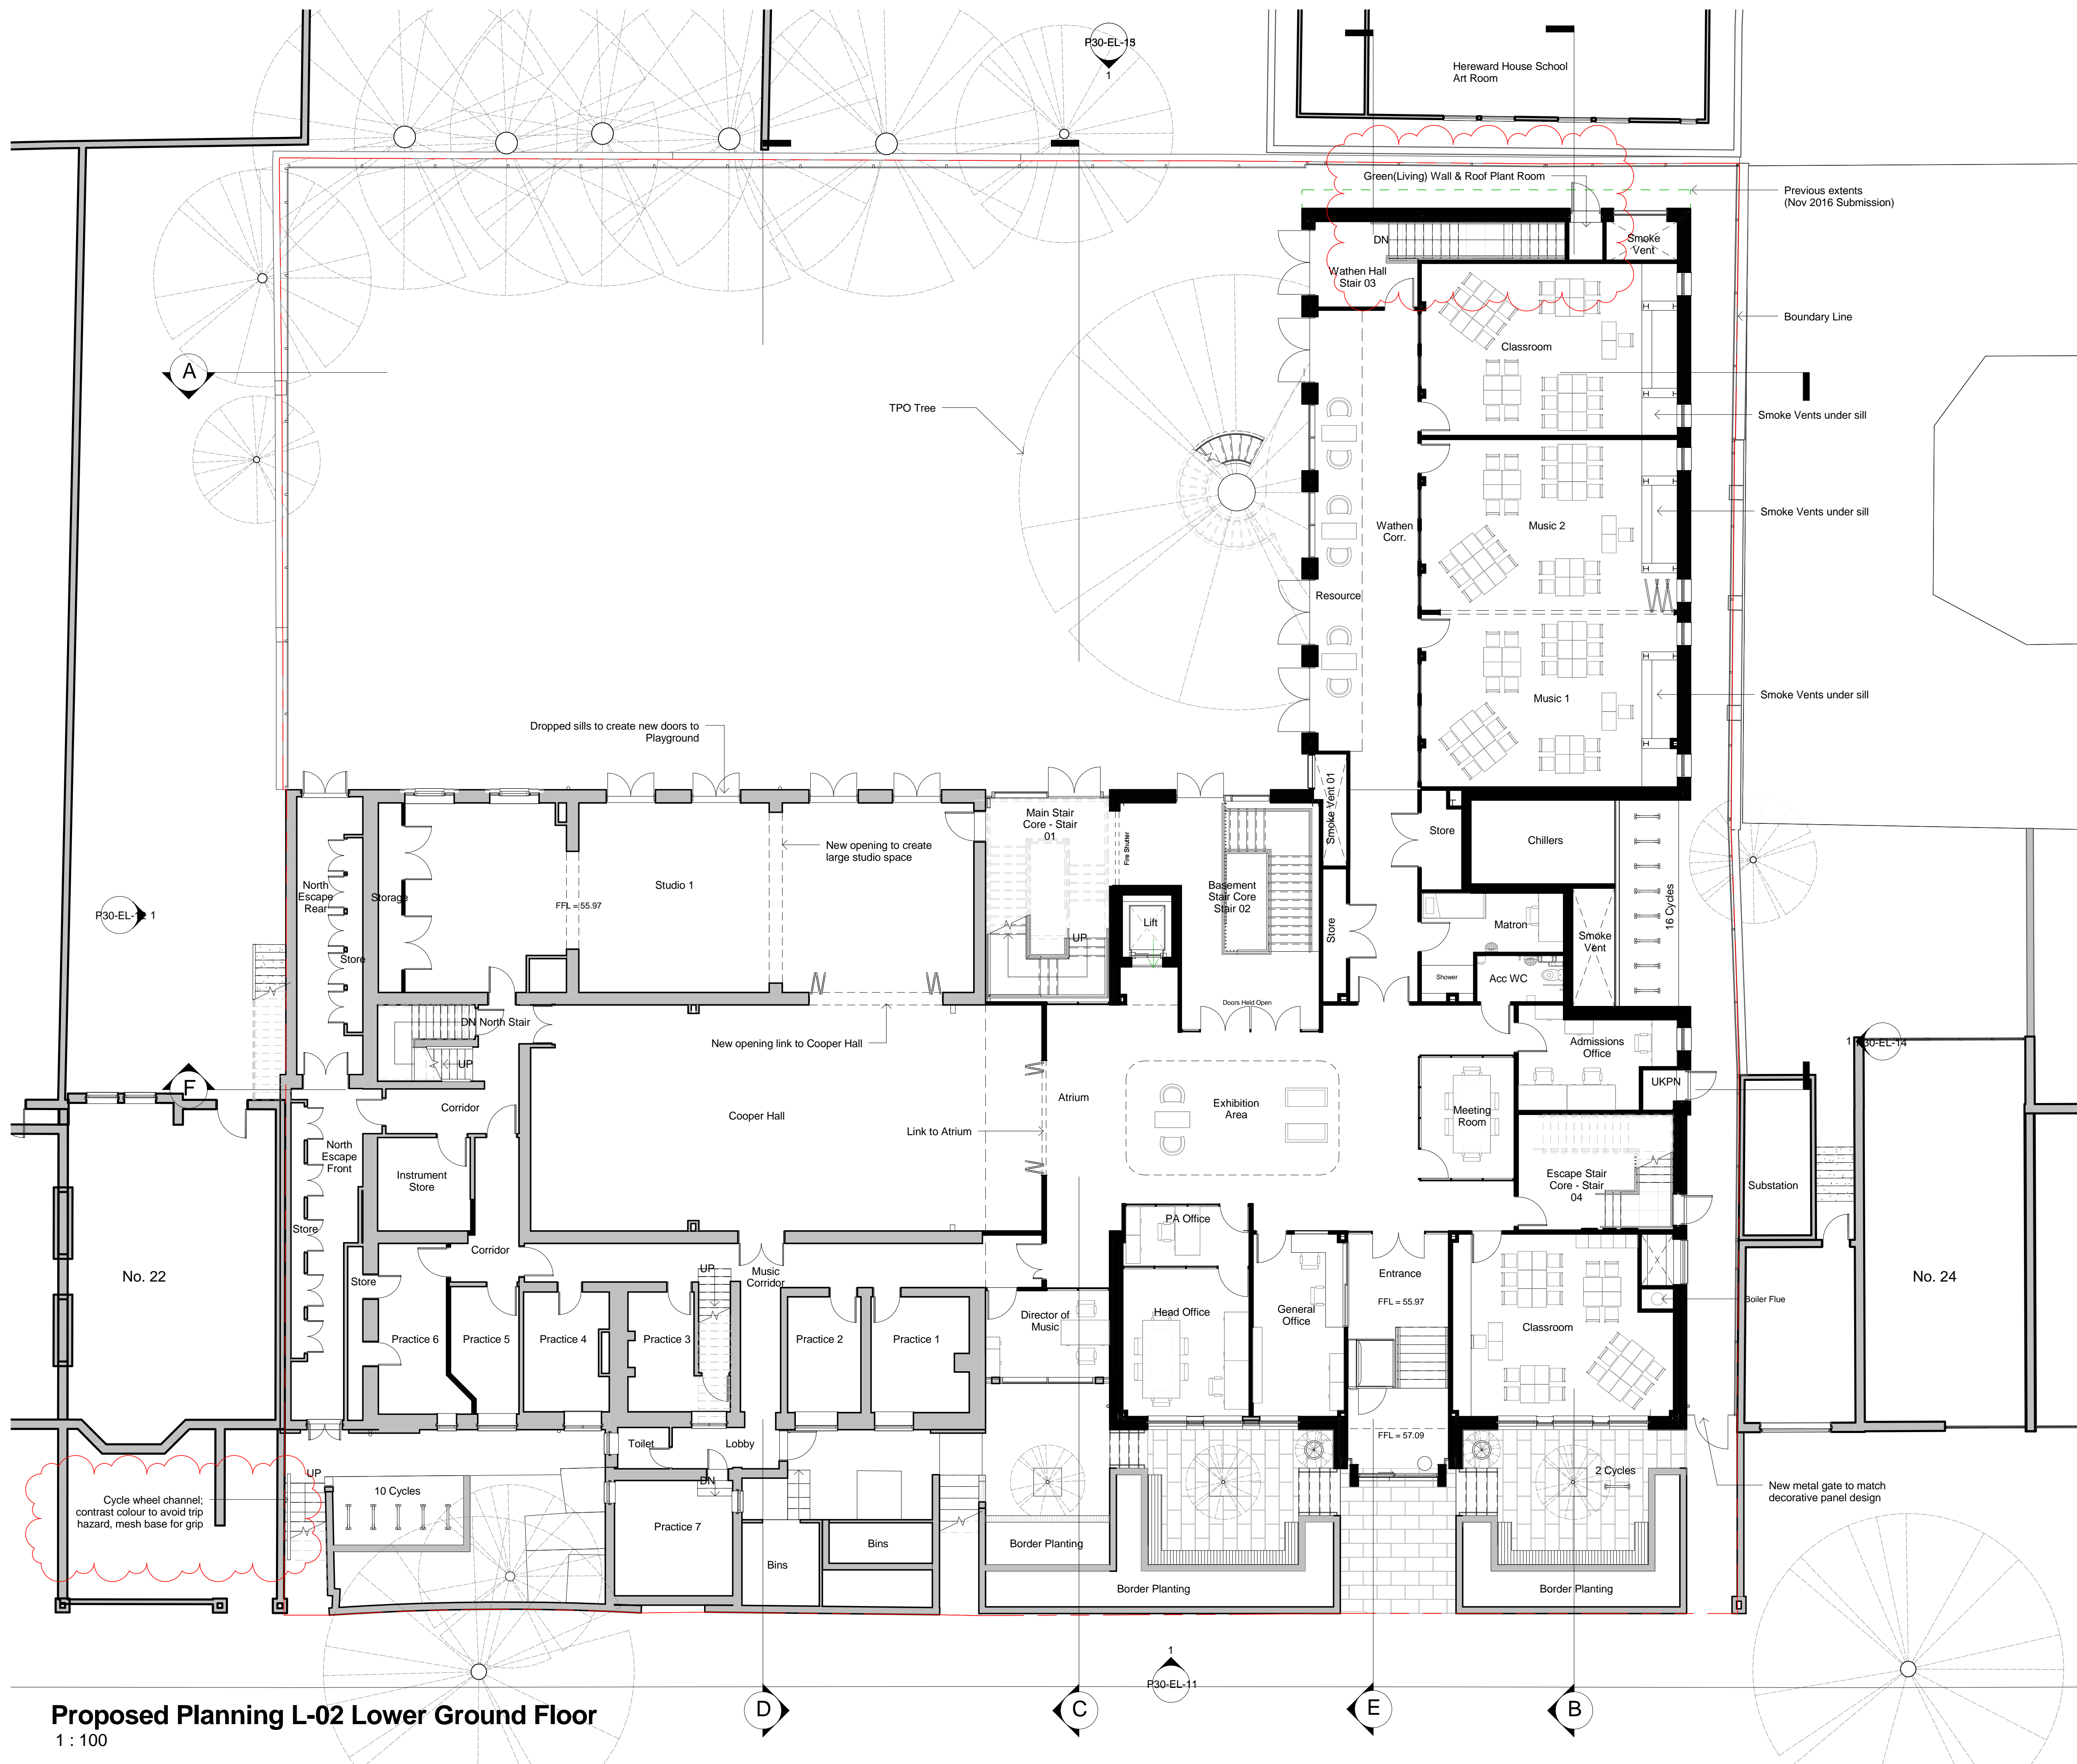 P30-EL-13
1
Hereward House School
Art Room
Green(Living) Wall & Roof Plant Room
Previous extents
(Nov 2016 Submission)
DN
Smoke
Vent
Wathen Hall
Stair 03
Boundary Line
Classroom
A
TPO Tree
Smoke Vents under sill
Music 2
Wathen
Corr.
Smoke Vents under sill
Resource
Music 1
Smoke Vents under sill
Dropped sills to create new doors to
Playground
Main Stair
Core - Stair
01
Fire Shutter
Smoke Vent 01
Store
Chillers
New opening to create
large studio space
North
Escape
Rear
Storage
Studio 1
FFL = 55.97
Basement
Stair Core
Stair 02
16 Cycles
P30-EL-12 1
Lift
UP
Store
Matron
Smoke
Vent
Store
Shower
Acc WC
Doors Held Open
DN North Stair
New opening link to Cooper Hall
UP
Admissions
Office
1
P30-EL-14
F
UKPN
Corridor
Cooper Hall
Atrium
Exhibition
Area
Meeting
Room
Link to Atrium
North
Escape
Front
Instrument
Store
Escape Stair
Core - Stair
04
Substation
Store
PA Office
Corridor
No. 22
Store
UP
Music
Corridor
Entrance
No. 24
FFL = 55.97
Boiler Flue
Director of
Music
Head Office
General
Office
Classroom
Practice 6
Practice 5
Practice 4
Practice 3
Practice 2
Practice 1
FFL = 57.09
Toilet
Lobby
UP
DN
2 Cycles
New metal gate to match
decorative panel design
10 Cycles
Cycle wheel channel;
contrast colour to avoid trip
hazard, mesh base for grip
Practice 7
Bins
Bins
Border Planting
Border Planting
Border Planting
1
P30-EL-11
D
C
E
B
Proposed Planning L-02 Lower Ground Floor
1 : 100